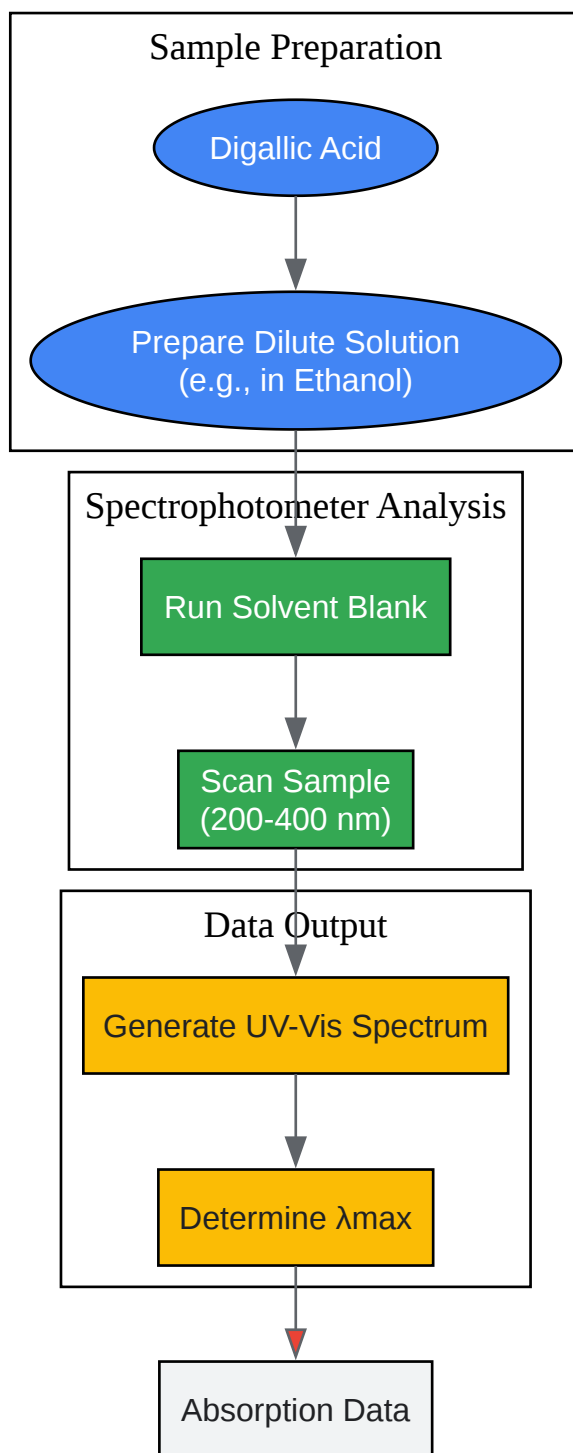 Sample Preparation
Digallic Acid
Prepare Dilute Solution
(e.g., in Ethanol)
Spectrophotometer Analysis
Run Solvent Blank
Scan Sample
(200-400 nm)
Data Output
Generate UV-Vis Spectrum
Determine λmax
Absorption Data